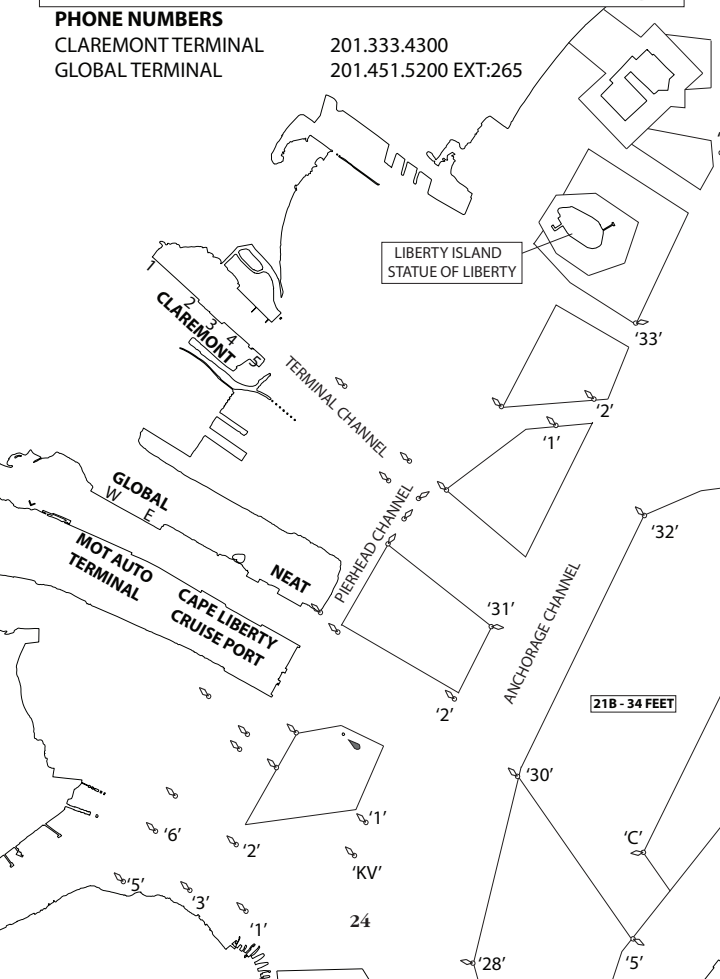 PHONE NUMBERS
CLAREMONT TERMINAL 201.333.4300
GLOBAL TERMINAL 201.451.5200 EXT:265
LIBERTY ISLAND
STATUE OF LIBERTY
1
2
3
4
5
CLAREMONT
TERMINAL CHANNEL
'33'
'2'
'1'
GLOBAL
W
E
PIERHEAD CHANNEL
'32'
MOT AUTO
TERMINAL
NEAT
CAPE LIBERTY
CRUISE PORT
'31'
ANCHORAGE CHANNEL
'2'
21B - 34 FEET
'30'
'1'
'6'
'2'
'C'
'KV'
'5'
'3'
'1'
24
'28'
'5'